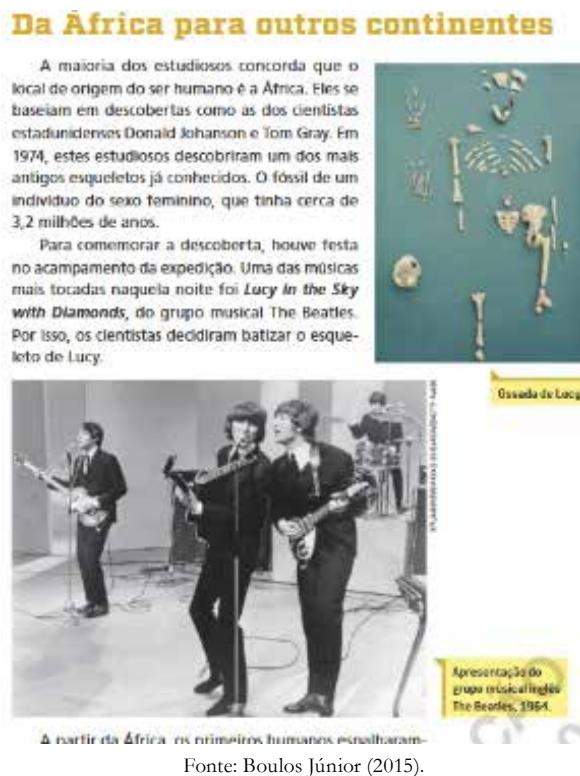 Da África para outros continentes
A maioria dos estudiosos concorda que o
local de origem do ser humano é a África. Eles se
baseiam em descobertas como as dos cientistas
estadunidenses Donald Johanson e Tom Gray. Em
1974, estes estudiosos descobriram um dos mais
antigos esqueletos já conhecidos. O fóssil de um
indivíduo do sexo feminino, que tinha cerca de
3,2 milhões de anos.
Para comemorar a descoberta, houve festa
no acampamento da expedição. Uma das músicas
mais tocadas naquela noite foi Lucy in the Sky
with Diamonds, do grupo musical The Beatles.
Por isso, os cientistas decidiram batizar o esque-
leto de Lucy.
Ossada de Lucy
Apresentação do
grupo musical inglês
The Beatles, 1964.
A partir da África, os primeiros humanos espalharam-
Fonte: Boulos Júnior (2015).